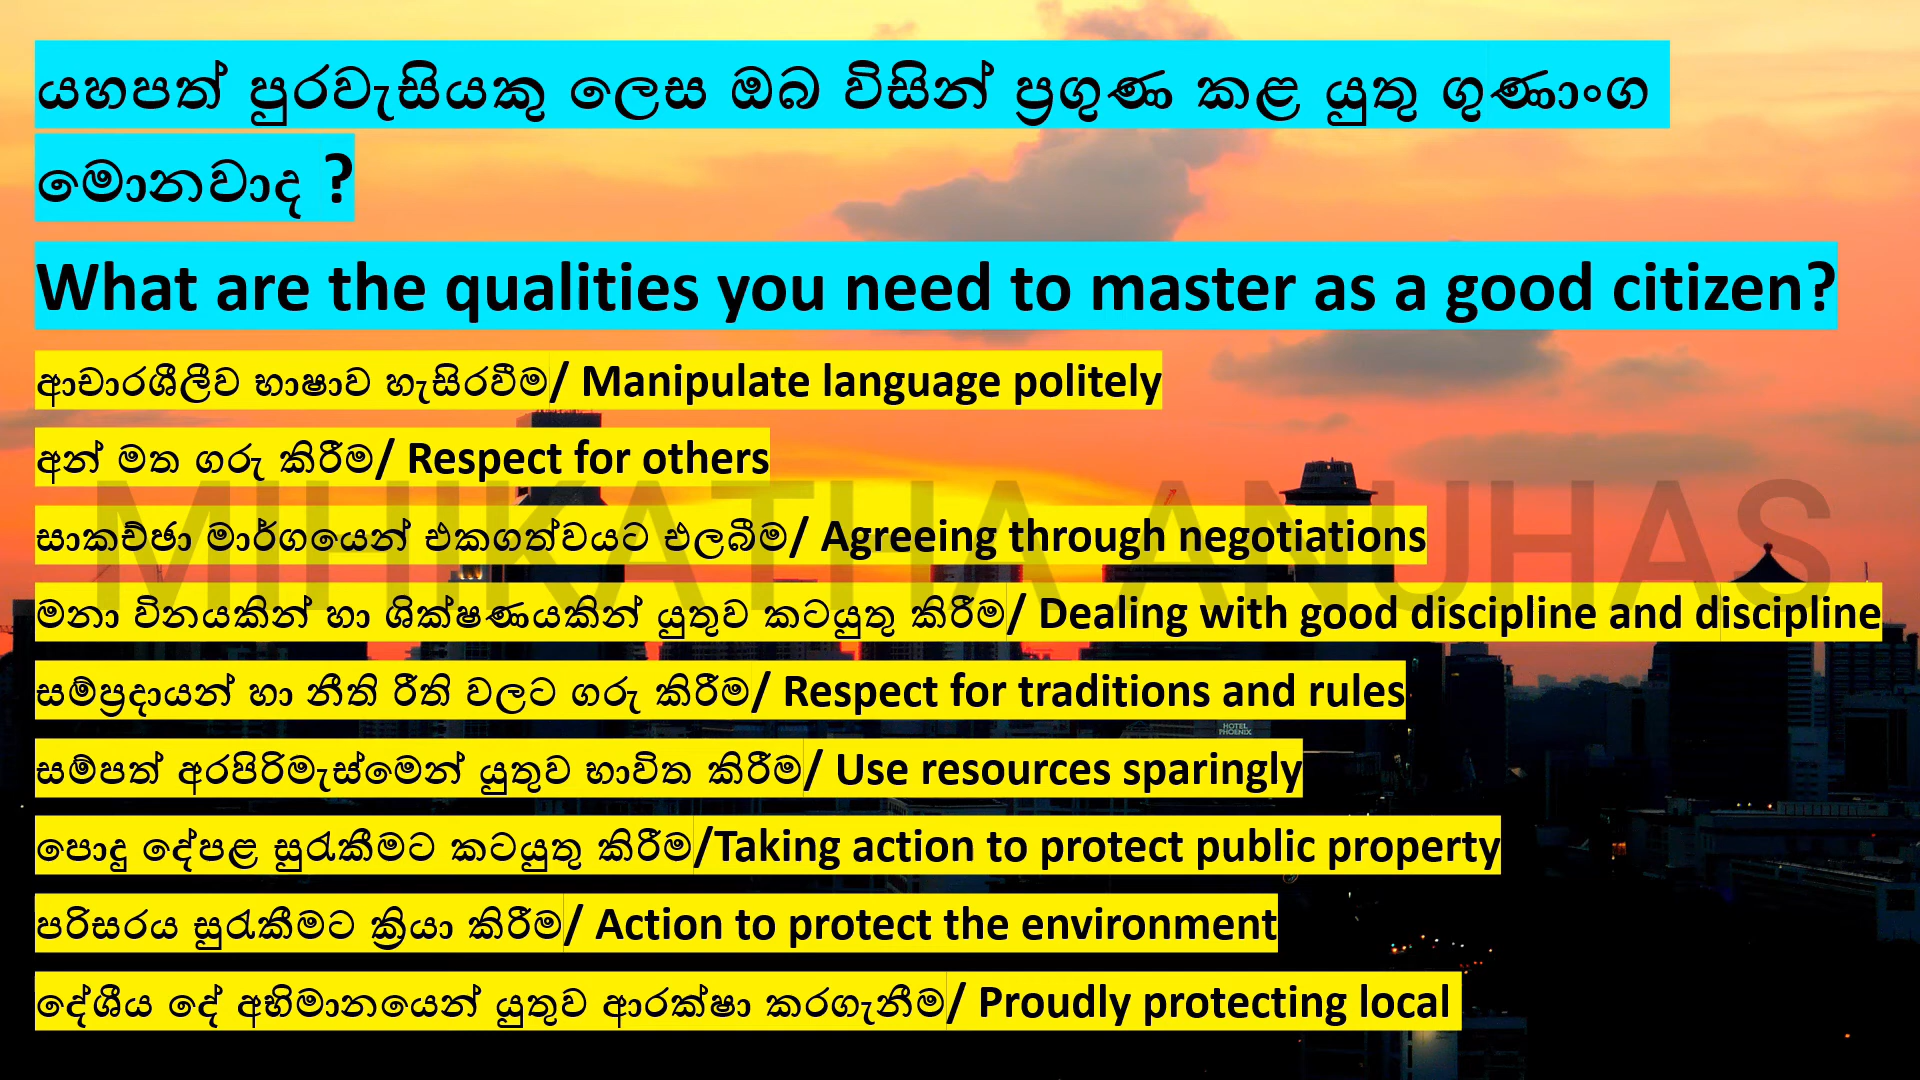 යහපත් පුරවැසියකු ලෙස ඔබ විසින් ප්‍රගුණ කළ යුතු ගුණාංග
මොනවාද ?
What are the qualities you need to master as a good citizen?
ආචාරශීලීව භාෂාව හැසිරවීම/ Manipulate language politely
අන් මත ගරු කිරීම/ Respect for others
සාකච්ඡා මාර්ගයෙන් එකගත්වයට එලබීම/ Agreeing through negotiations
මනා විනයකින් හා ශික්ෂණයකින් යුතුව කටයුතු කිරීම/ Dealing with good discipline and discipline
සම්ප්‍රදායන් හා නීති රීති වලට ගරු කිරීම/ Respect for traditions and rules
සම්පත් අරපිරිමැස්මෙන් යුතුව භාවිත කිරීම/ Use resources sparingly
පොදු දේපළ සුරැකීමට කටයුතු කිරීම/Taking action to protect public property
පරිසරය සුරැකීමට ක්‍රියා කිරීම/ Action to protect the environment
දේශීය දේ අභිමානයෙන් යුතුව ආරක්ෂා කරගැනීම/ Proudly protecting local
MIHIKATHA ANUHAS
HOTEL
PHOENIX